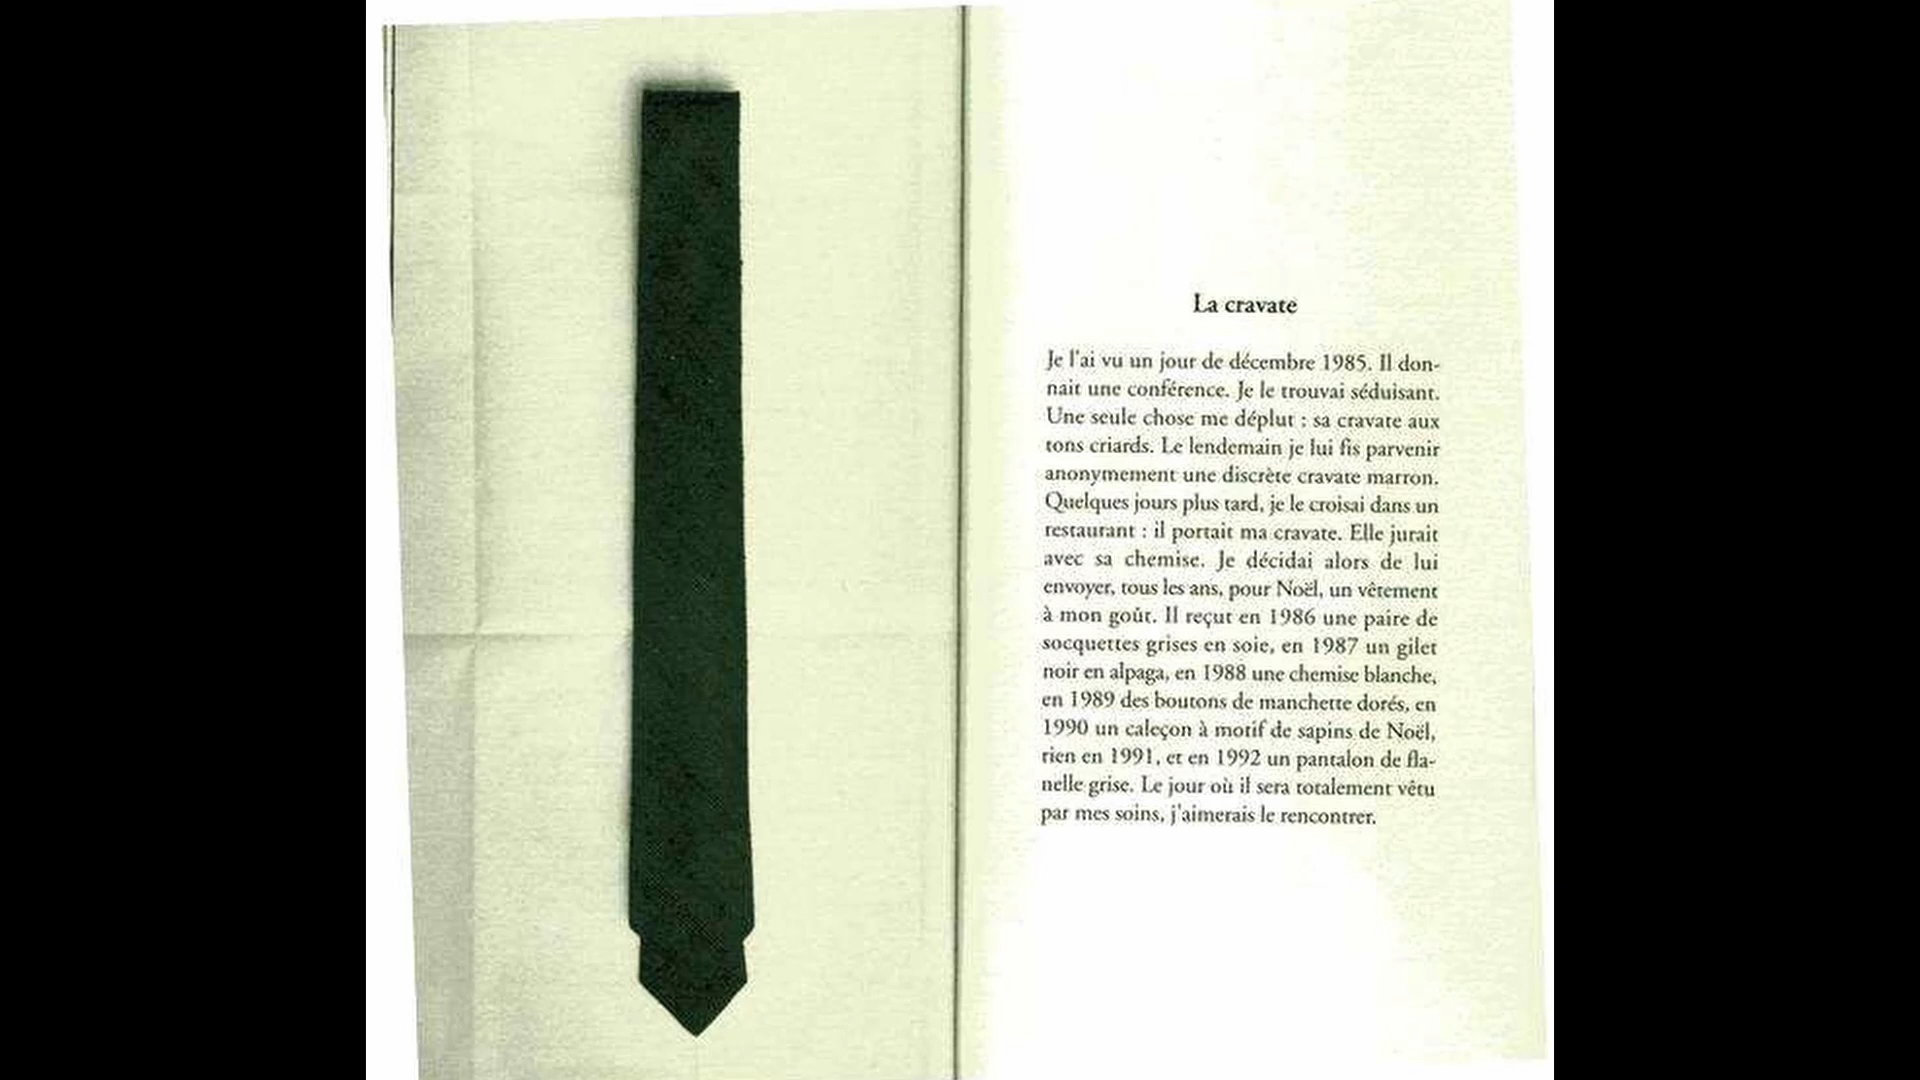 La cravate
Je l'ai vu un jour de décembre 1985. Il don-
nait une conférence. Je le trouvai séduisant.
Une seule chose me déplut : sa cravate aux
tons criards. Le lendemain je lui fis parvenir
anonymement une discrète cravate marron.
Quelques jours plus tard, je le croisai dans un
restaurant : il portait ma cravate. Elle jurait
avec sa chemise. Je décidai alors de lui
envoyer, tous les ans, pour Noël, un vêtement
à mon goût. Il reçut en 1986 une paire de
socquettes grises en soie, en 1987 un gilet
noir en alpaga, en 1988 une chemise blanche,
en 1989 des boutons de manchette dorés, en
1990 un caleçon à motif de sapins de Noël,
rien en 1991, et en 1992 un pantalon de fla-
nelle grise. Le jour où il sera totalement vêtu
par mes soins, j'aimerais le rencontrer.